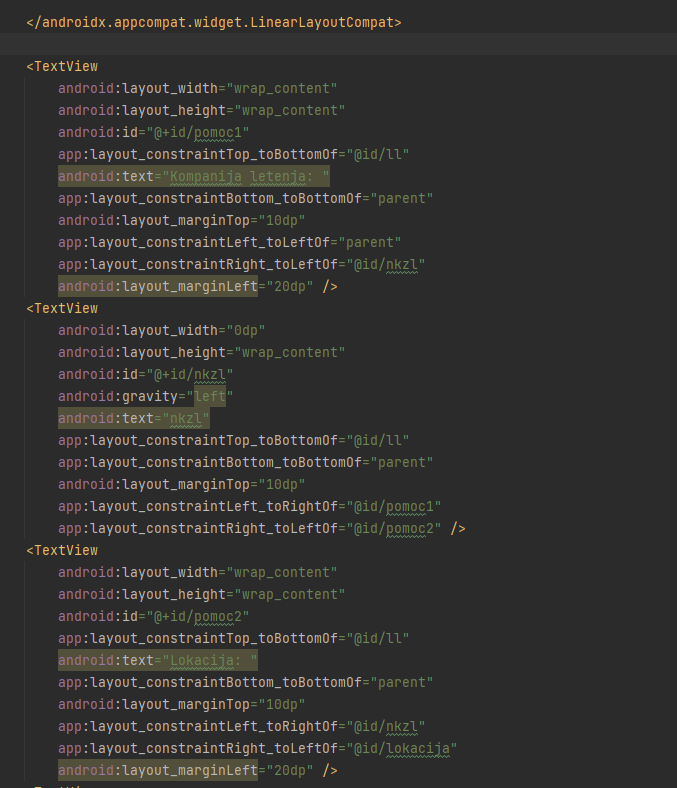 </androidx.appcompat.widget.LinearLayoutCompat>
<TextView
android:layout_width="wrap_content"
android:layout_height="wrap_content"
android:id="@+id/pomoc1"
app:layout_constraintTop_toBottomOf="@id/ll"
android:text="Kompanija letenja: "
app:layout_constraintBottom_toBottomOf="parent"
android:layout_marginTop="10dp"
app:layout_constraintLeft_toLeftOf="parent"
app:layout_constraintRight_toLeftOf="@id/nkzl"
android:layout_marginLeft="20dp" />
<TextView
android:layout_width="0dp"
android:layout_height="wrap_content"
android:id="@+id/nkzl"
android:gravity="left"
android:text="nkzl"
app:layout_constraintTop_toBottomOf="@id/ll"
app:layout_constraintBottom_toBottomOf="parent"
android:layout_marginTop="10dp"
app:layout_constraintLeft_toRightOf="@id/pomoc1"
app:layout_constraintRight_toLeftOf="@id/pomoc2" />
<TextView
android:layout_width="wrap_content"
android:layout_height="wrap_content"
android:id="@+id/pomoc2"
app:layout_constraintTop_toBottomOf="@id/ll"
android:text="Lokacija: "
app:layout_constraintBottom_toBottomOf="parent"
android:layout_marginTop="10dp"
app:layout_constraintLeft_toRightOf="@id/nkzl"
app:layout_constraintRight_toLeftOf="@id/lokacija"
android:layout_marginLeft="20dp" />